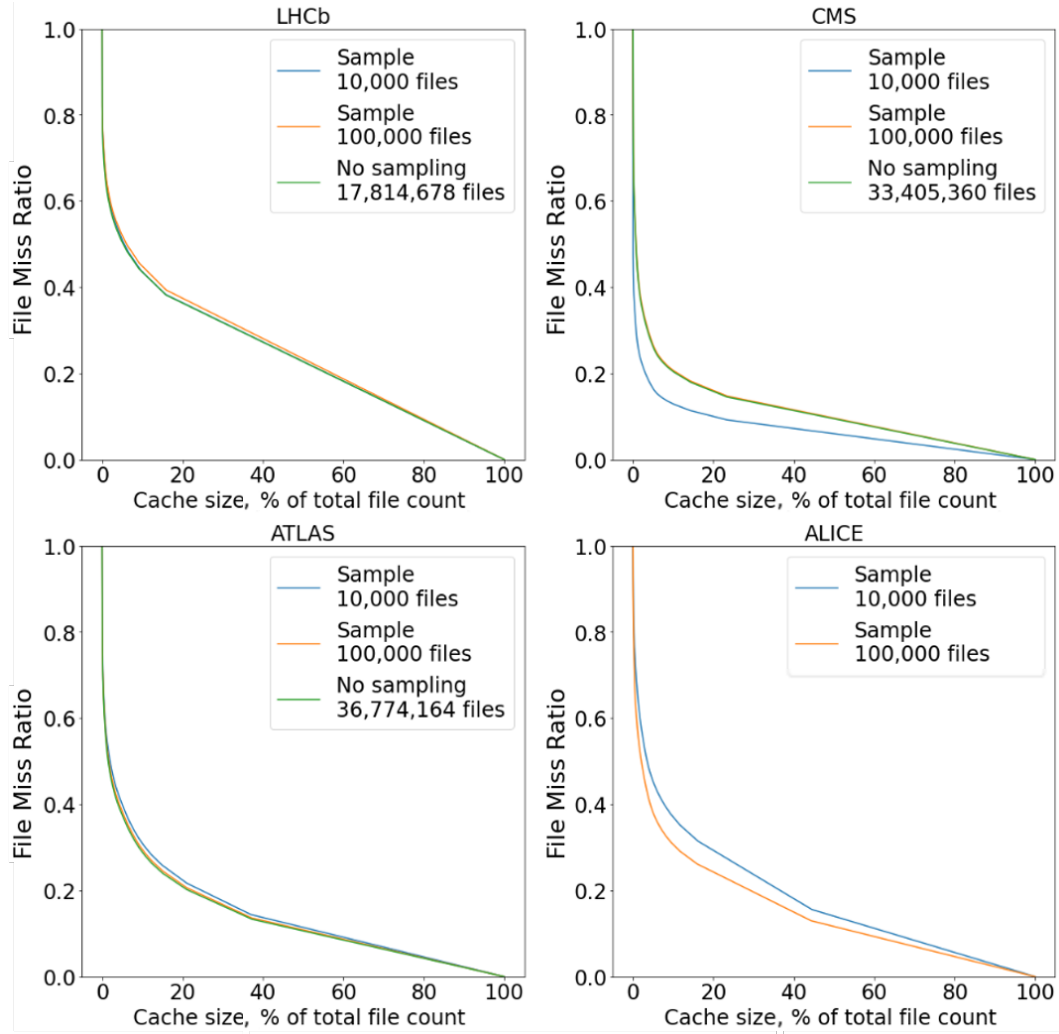 LHCb
File Miss Ratio
1.0
0.8
0.6
0.4
0.2
0.0
Sample
10,000 files
Sample
100,000 files
No sampling
17,814,678 files
0 20 40 60 80 100
Cache size, % of total file count
CMS
File Miss Ratio
1.0
0.8
0.6
0.4
0.2
0.0
Sample
10,000 files
Sample
100,000 files
No sampling
33,405,360 files
0 20 40 60 80 100
Cache size, % of total file count
ATLAS
File Miss Ratio
1.0
0.8
0.6
0.4
0.2
0.0
Sample
10,000 files
Sample
100,000 files
No sampling
36,774,164 files
0 20 40 60 80 100
Cache size, % of total file count
ALICE
File Miss Ratio
1.0
0.8
0.6
0.4
0.2
0.0
Sample
10,000 files
Sample
100,000 files
0 20 40 60 80 100
Cache size, % of total file count